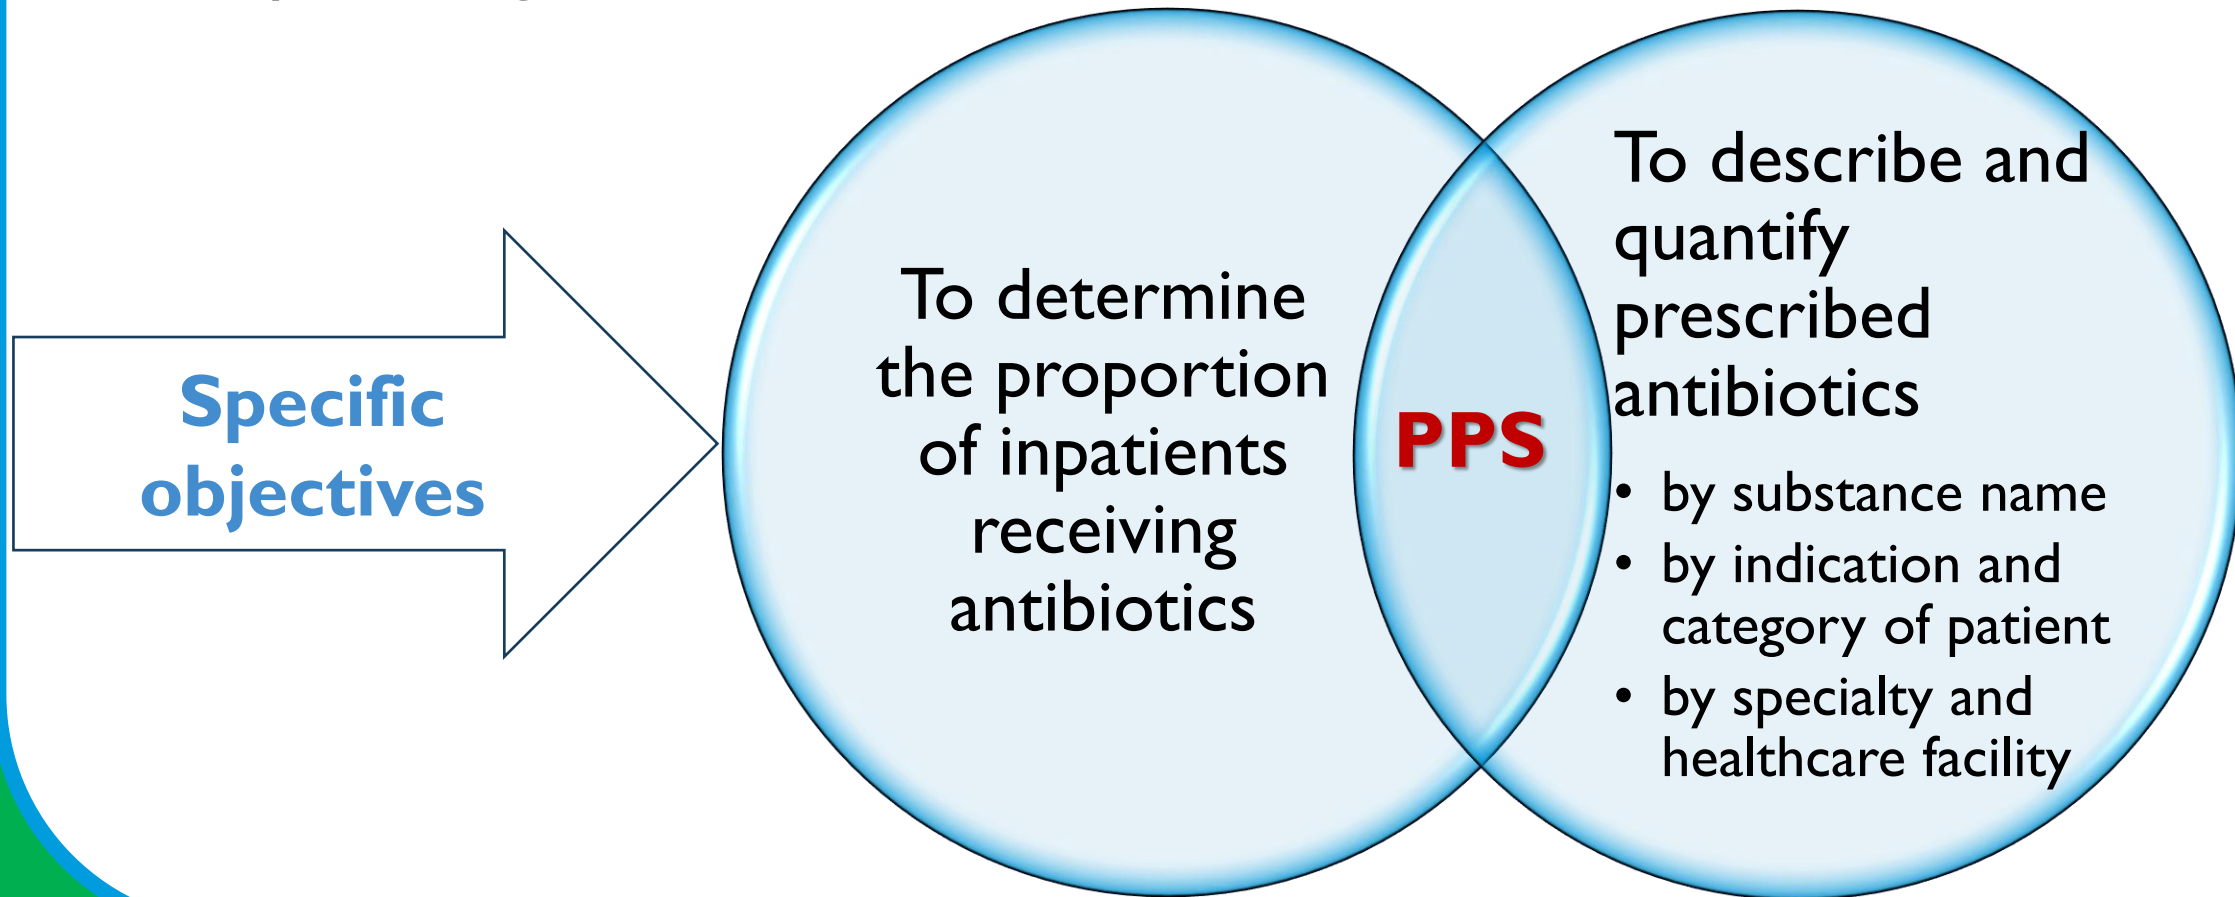 Specific
objectives
To determine
the proportion
of inpatients
receiving
antibiotics
PPS
To describe and
quantify
prescribed
antibiotics
• by substance name
• by indication and
category of patient
• by specialty and
healthcare facility